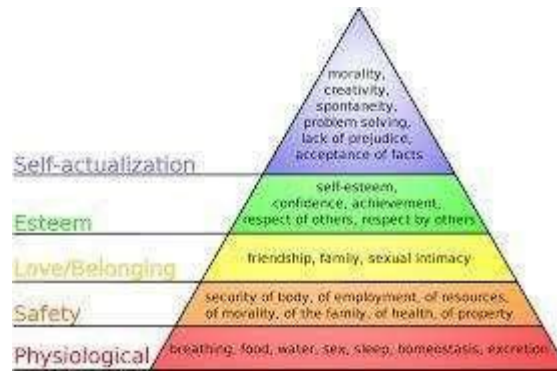 morality,
creativity,
spontaneity,
problem solving,
lack of prejudice,
acceptance of facts
Self-actualization
self-esteem,
confidence, achievement,
respect of others, respect by others
Esteem
friendship, family, sexual intimacy
Love/Belonging
security of body, of employment, of resources,
of morality, of the family, of health, of property
Safety
breathing, food, water, sex, sleep, homeostasis, excretion
Physiological